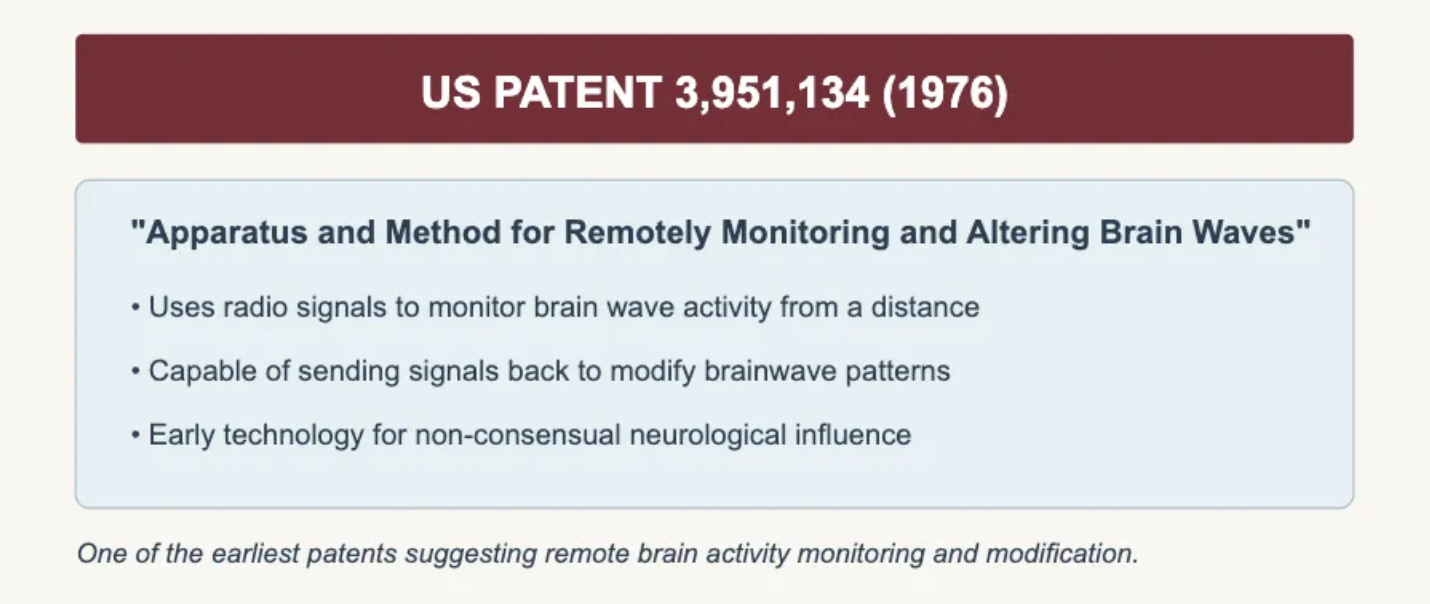 US PATENT 3,951,134 (1976)
"Apparatus and Method for Remotely Monitoring and Altering Brain Waves"
• Uses radio signals to monitor brain wave activity from a distance
• Capable of sending signals back to modify brainwave patterns
• Early technology for non-consensual neurological influence
One of the earliest patents suggesting remote brain activity monitoring and modification.